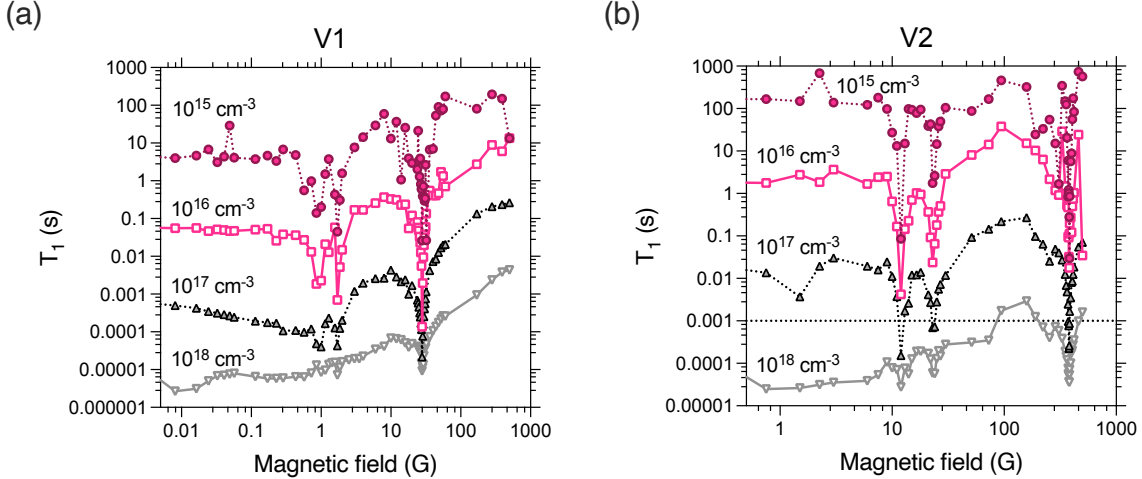 (a)
V1
T1 (s)
1000
100
10
1
0.1
0.01
0.001
0.0001
0.00001
0.000001
10^15 cm^-3
10^16 cm^-3
10^17 cm^-3
10^18 cm^-3
0.01 0.1 1 10 100 1000
Magnetic field (G)
(b)
V2
T1 (s)
1000
100
10
1
0.1
0.01
0.001
0.0001
0.00001
10^15 cm^-3
10^16 cm^-3
10^17 cm^-3
10^18 cm^-3
1 10 100 1000
Magnetic field (G)